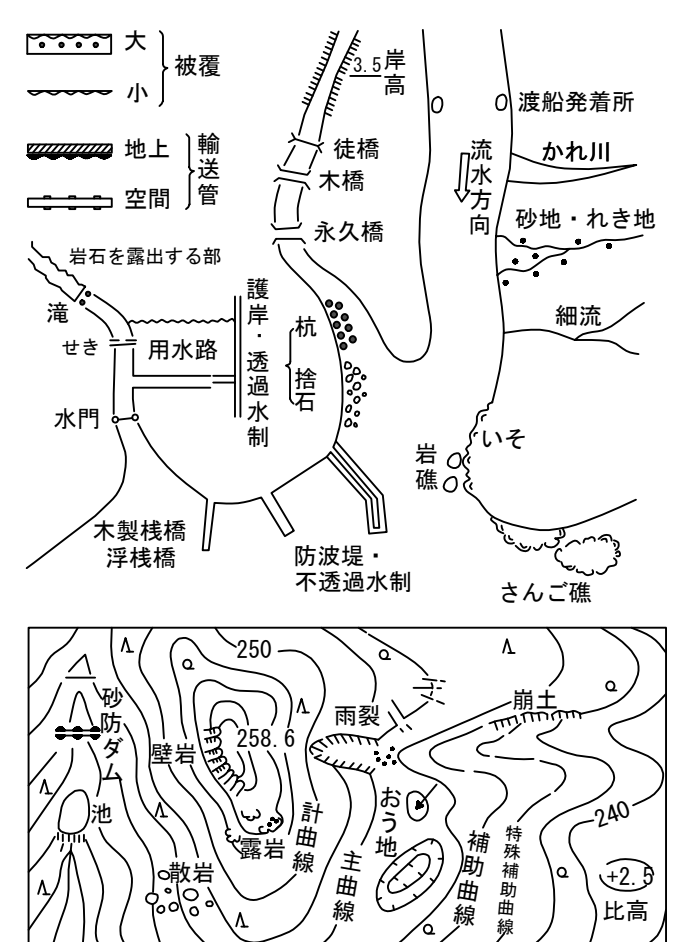 大
小
被覆
地上
空間
輸送管
3.5
岸高
徒橋
木橋
永久橋
渡船発着所
流水方向
かれ川
砂地・れき地
細流
岩石を露出する部
滝
せき
用水路
水門
護岸・透過水制
杭
捨石
岩礁
いそ
木製桟橋
浮桟橋
防波堤・
不透過水制
さんご礁
250
砂防ダム
壁岩
258.6
雨裂
崩土
池
露岩
散岩
計曲線
主曲線
おう地
補助曲線
特殊補助曲線
240
+2.5
比高